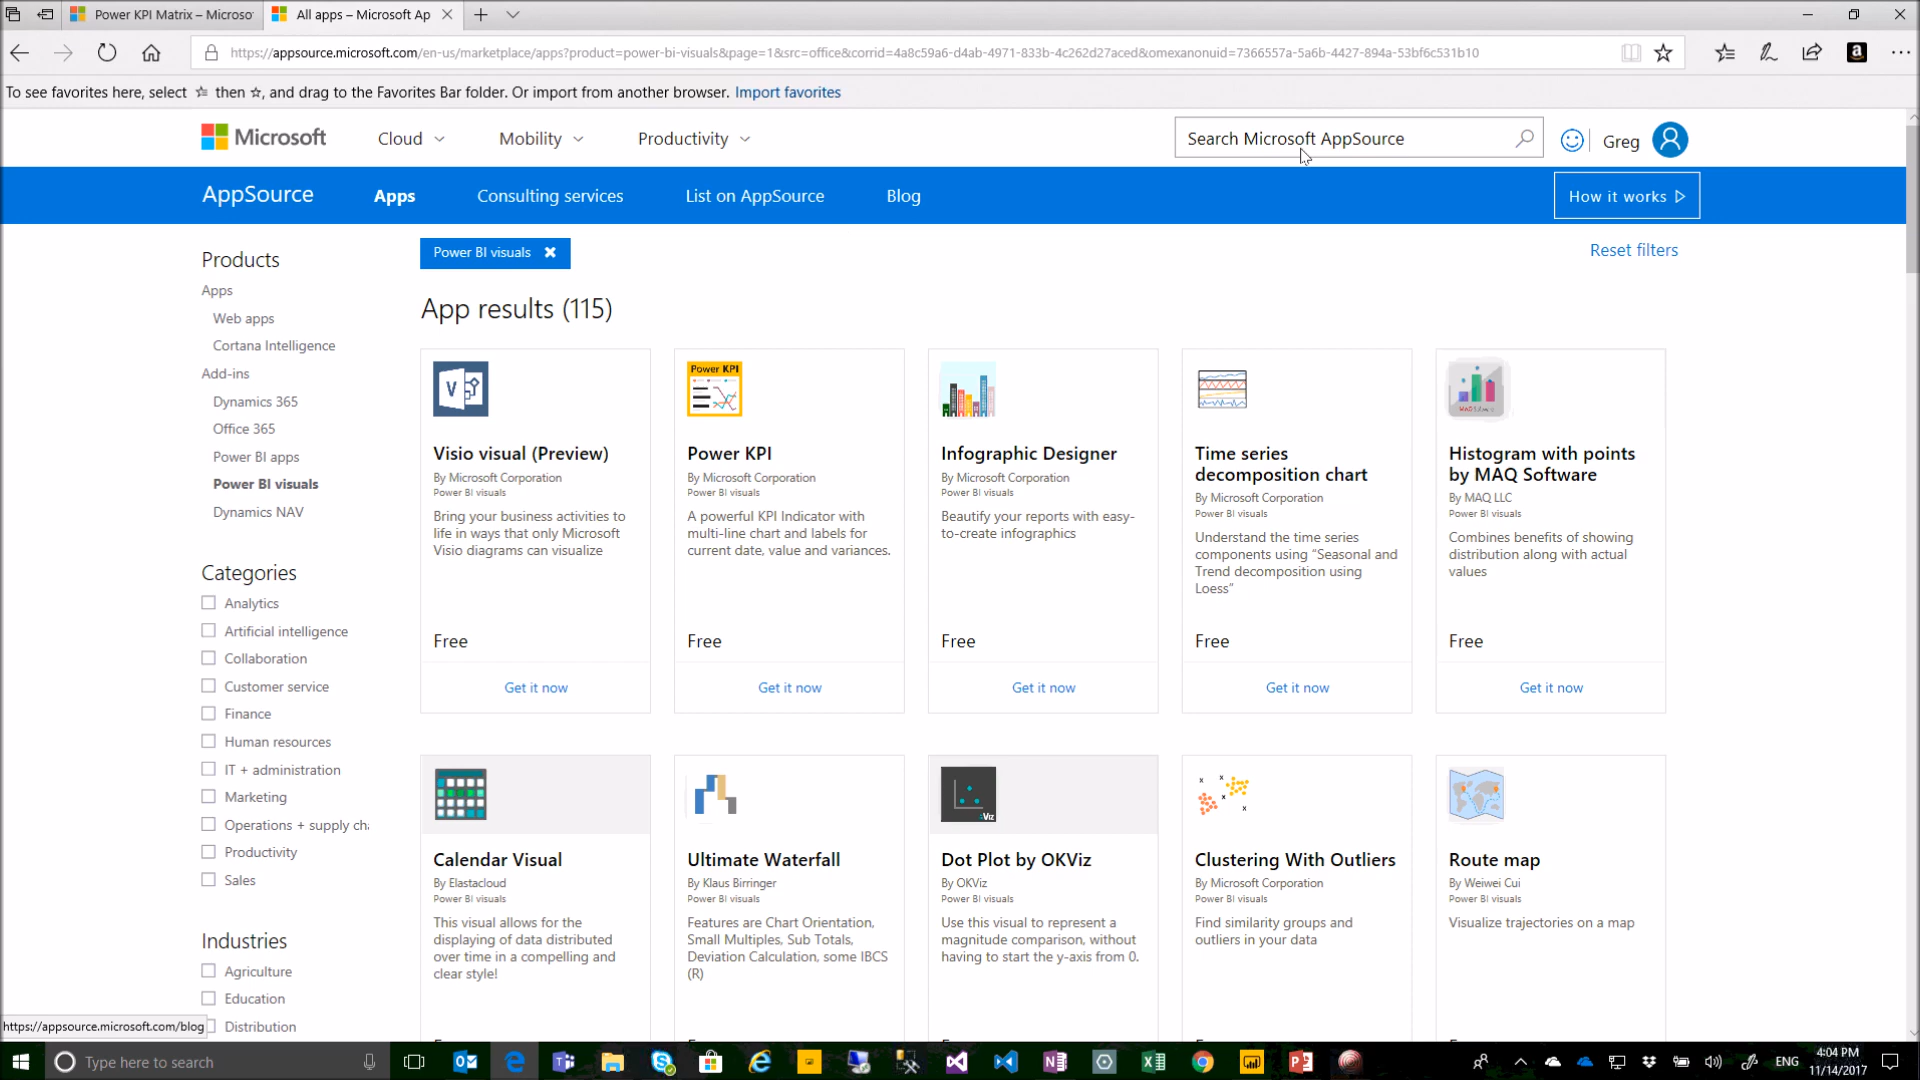 Power KPI Matrix – Microso
All apps – Microsoft Ap
https://appsource.microsoft.com/en-us/marketplace/apps?product=power-bi-visuals&page=1&src=office&corrid=4a8c59a6-d4ab-4971-833b-4c262d27aced&omexanonuid=7366557a-5a6b-4427-894a-53bf6c531b10
To see favorites here, select then , and drag to the Favorites Bar folder. Or import from another browser. Import favorites
Microsoft
Cloud
Mobility
Productivity
Search Microsoft AppSource
Greg
AppSource
Apps
Consulting services
List on AppSource
Blog
How it works
Products
Apps
Web apps
Cortana Intelligence
Add-ins
Dynamics 365
Office 365
Power BI apps
Power BI visuals
Dynamics NAV
Categories
Analytics
Artificial intelligence
Collaboration
Customer service
Finance
Human resources
IT + administration
Marketing
Operations + supply cha
Productivity
Sales
Industries
Agriculture
Education
Distribution
Power BI visuals
Reset filters
App results (115)
Visio visual (Preview)
By Microsoft Corporation
Power BI visuals
Bring your business activities to
life in ways that only Microsoft
Visio diagrams can visualize
Free
Get it now
Power KPI
Power KPI
By Microsoft Corporation
Power BI visuals
A powerful KPI Indicator with
multi-line chart and labels for
current date, value and variances.
Free
Get it now
Infographic Designer
By Microsoft Corporation
Power BI visuals
Beautify your reports with easy-
to-create infographics
Free
Get it now
Time series
decomposition chart
By Microsoft Corporation
Power BI visuals
Understand the time series
components using "Seasonal and
Trend decomposition using
Loess"
Free
Get it now
Histogram with points
by MAQ Software
By MAQ LLC
Power BI visuals
Combines benefits of showing
distribution along with actual
values
Free
Get it now
Calendar Visual
By Elastacloud
Power BI visuals
This visual allows for the
displaying of data distributed
over time in a compelling and
clear style!
Ultimate Waterfall
By Klaus Birringer
Power BI visuals
Features are Chart Orientation,
Small Multiples, Sub Totals,
Deviation Calculation, some IBCS
(R)
Viz
Dot Plot by OKViz
By OKViz
Power BI visuals
Use this visual to represent a
magnitude comparison, without
having to start the y-axis from 0.
Clustering With Outliers
By Microsoft Corporation
Power BI visuals
Find similarity groups and
outliers in your data
Route map
By Weiwei Cui
Power BI visuals
Visualize trajectories on a map
https://appsource.microsoft.com/blog
Type here to search
ENG
4:04 PM
11/14/2017